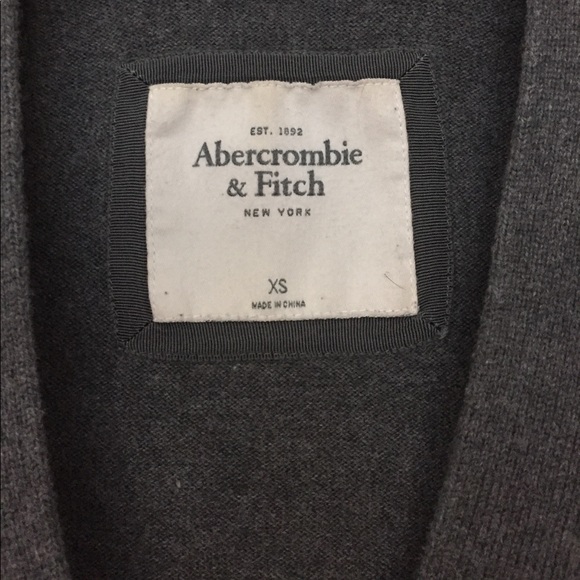 EST. 1892
Abercrombie
& Fitch
NEW YORK
XS
MADE IN CHINA